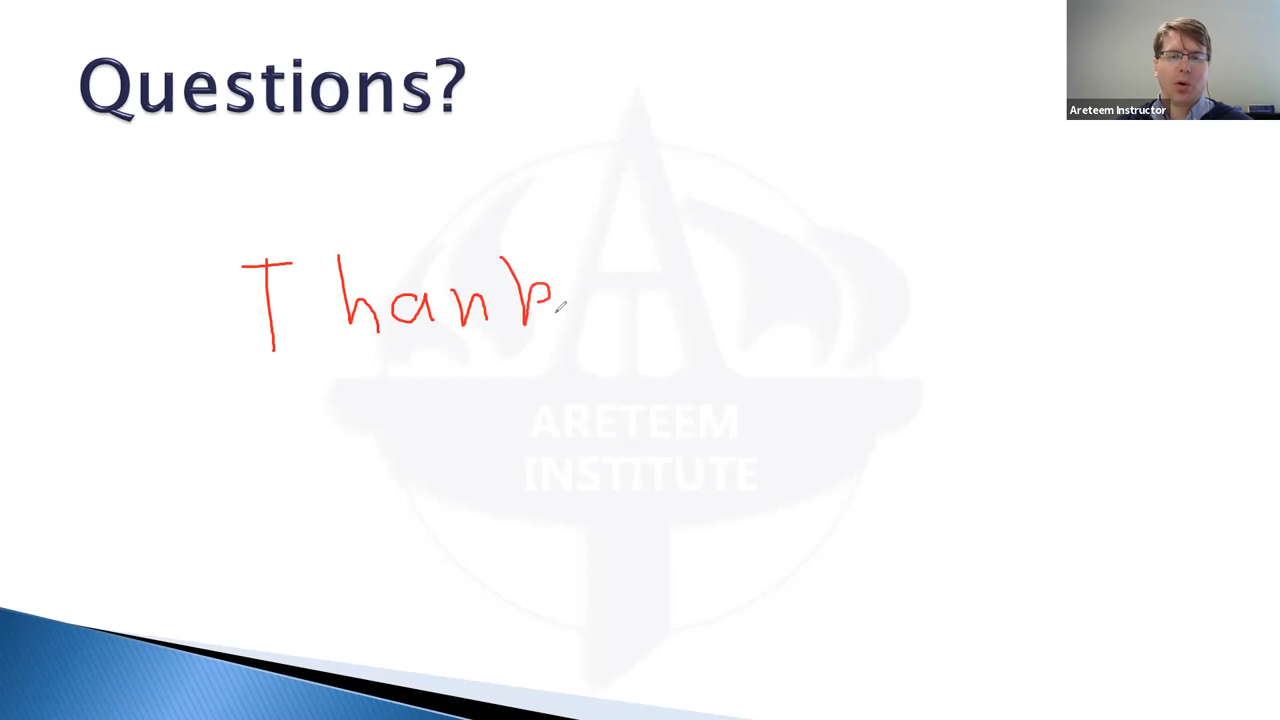 Questions?
Areteem Instructor
Thank
ARETEEM
INSTITUTE